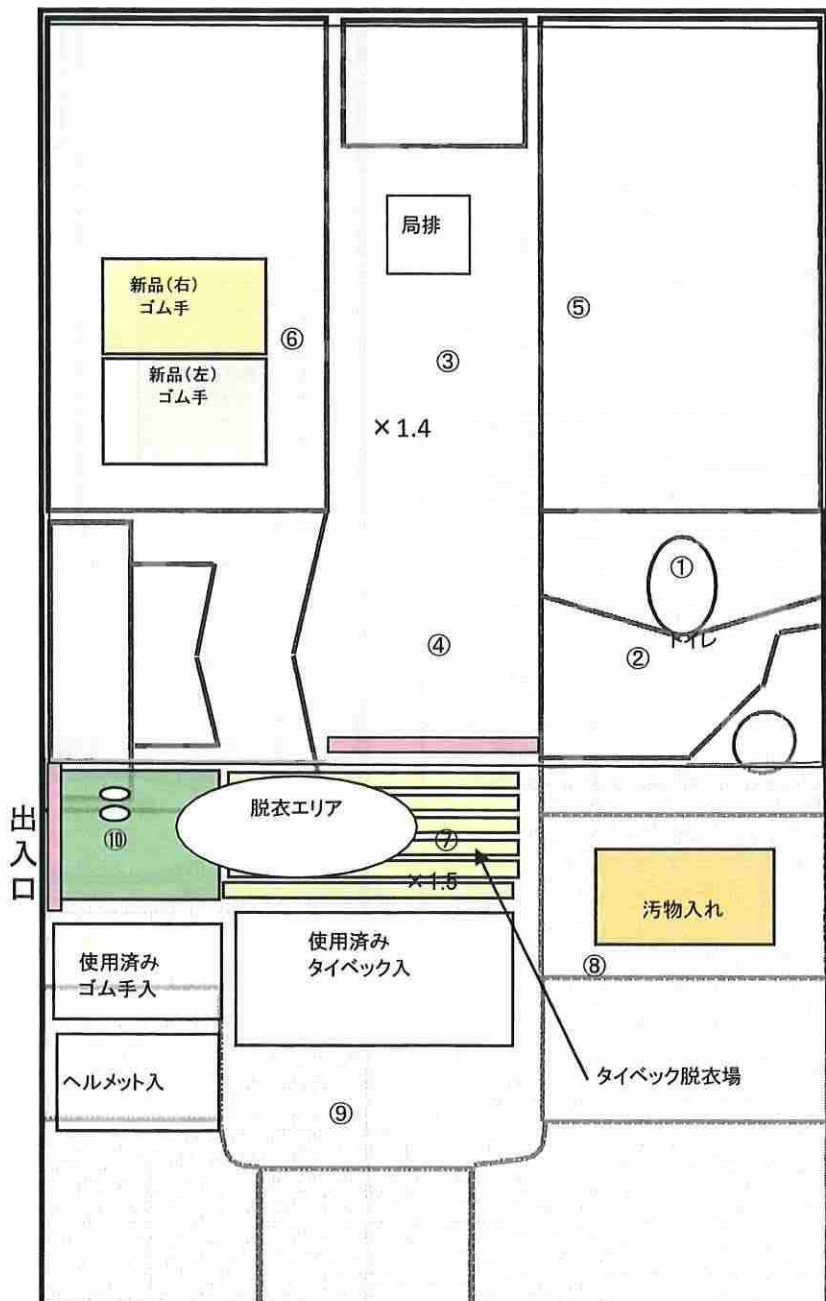 局排
新品(右)
ゴム手
⑥
⑤
③
新品(左)
ゴム手
×1.4
①
④
②
トイレ
出入口
脱衣エリア
⑩
⑦
×1.5
汚物入れ
使用済み
ゴム手入
使用済み
タイベック入
⑧
ヘルメット入
タイベック脱衣場
⑨